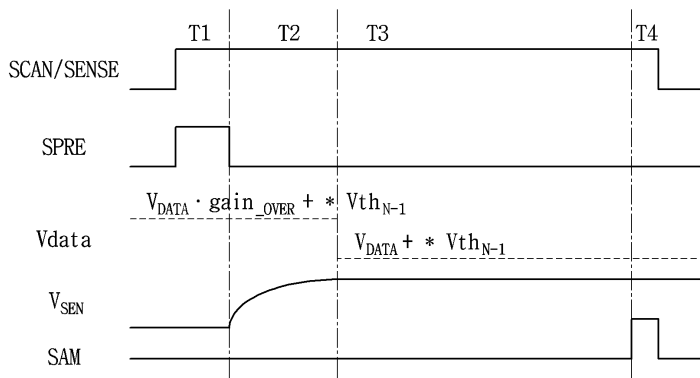 T1 T2 T3 T4
SCAN/SENSE
SPRE
V_DATA · gain_OVER + * Vth_N-1
Vdata
V_DATA + * Vth_N-1
V_SEN
SAM